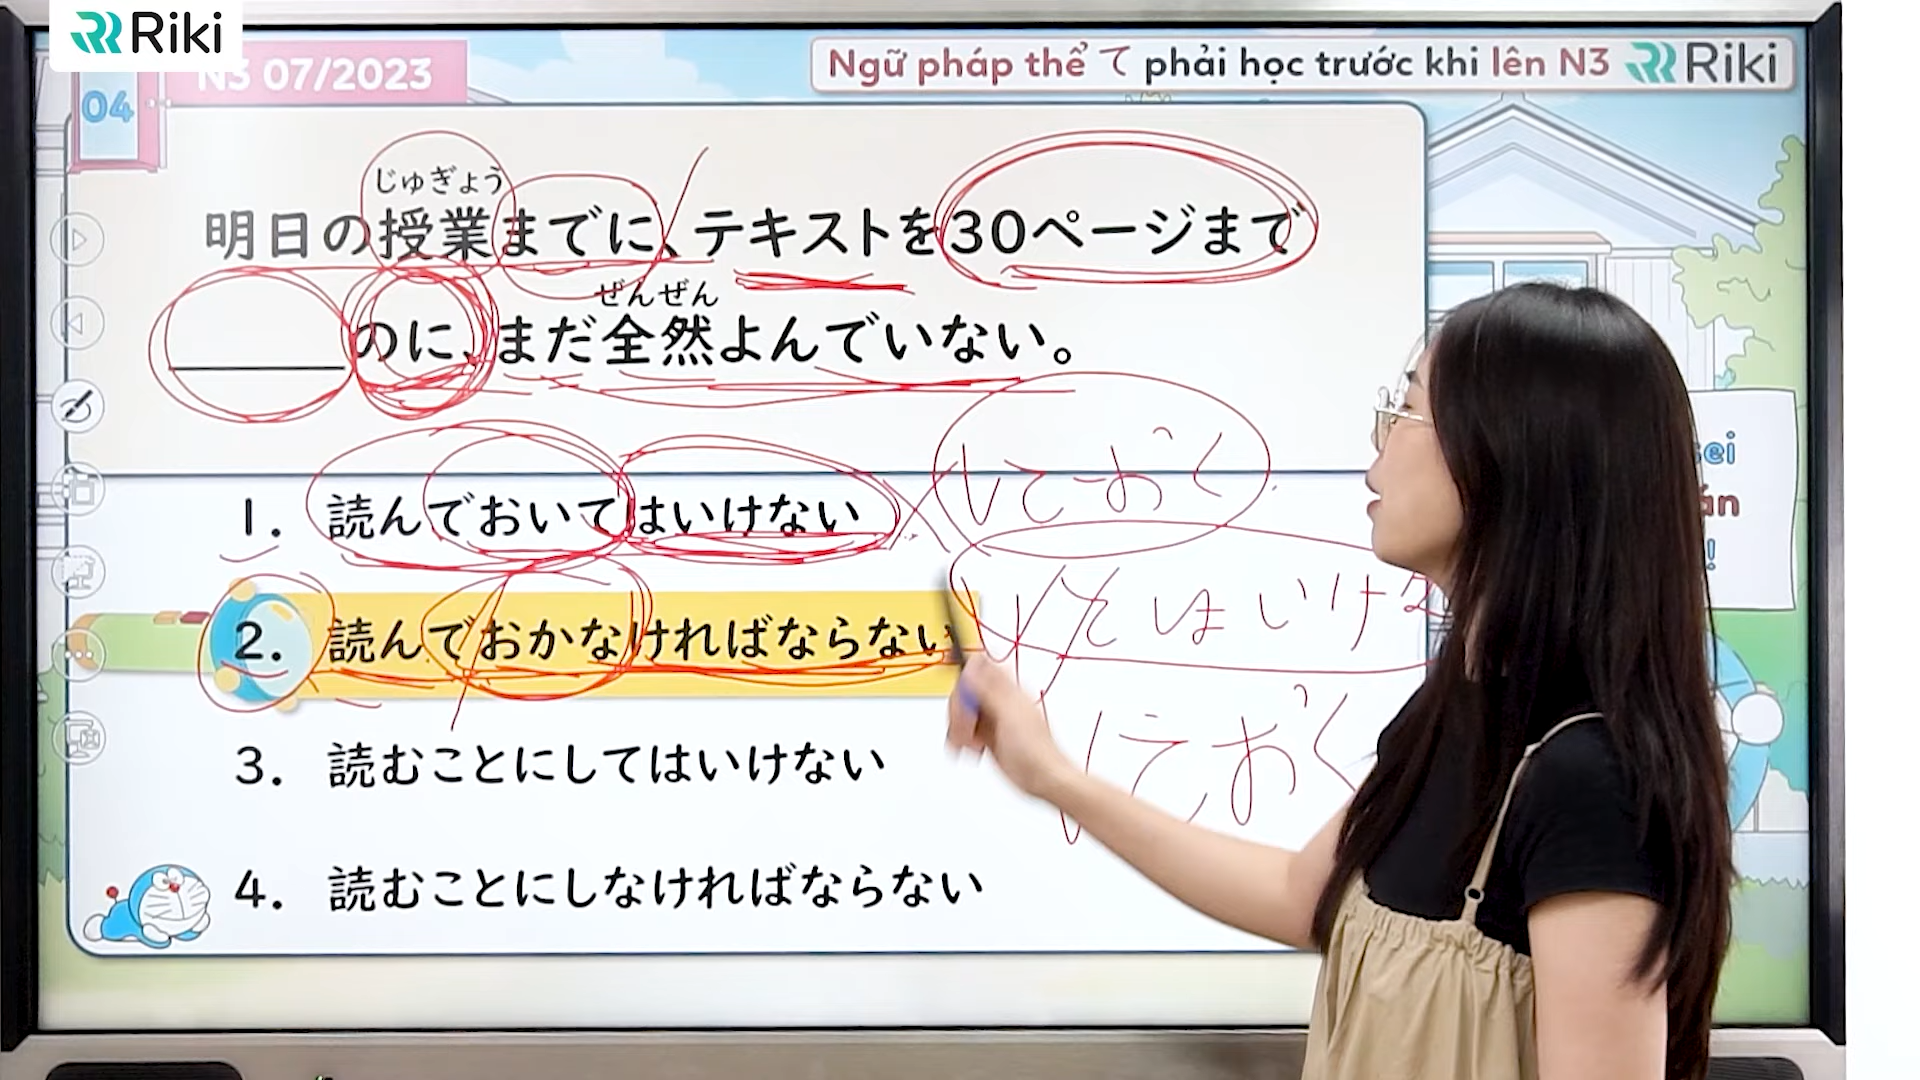 Riki
N3 07/2023
Ngữ pháp thể て phải học trước khi lên N3 Riki
04
じゅぎょう
明日の授業までに、テキストを30ページまで
ぜんぜん
____のに、まだ全然よんでいない。
1. 読んでおいてはいけない
2. 読んでおかなければならない
3. 読むことにしてはいけない
4. 読むことにしなければならない
ておく
てはいけ
ておく
sei
án
!